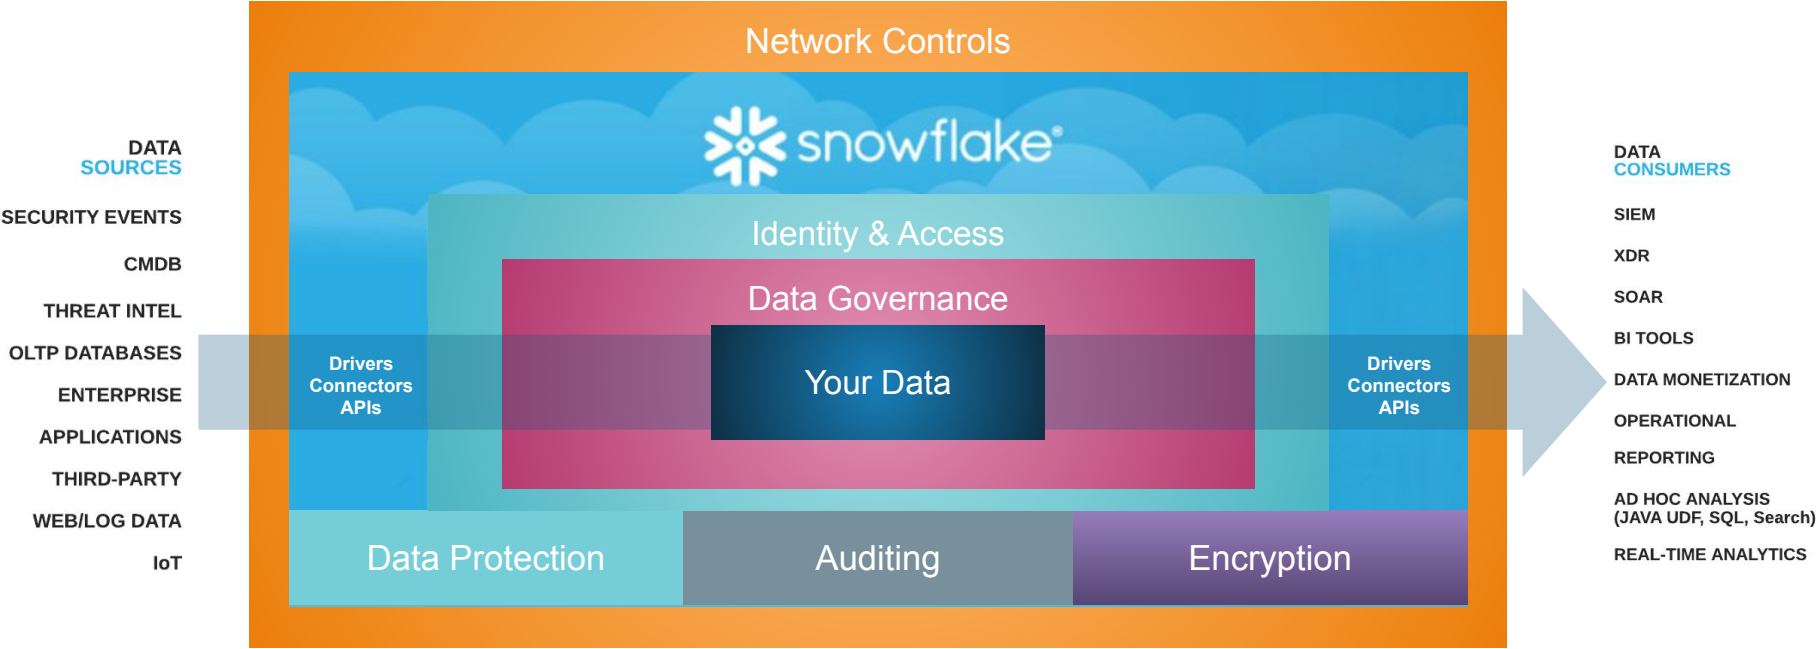 Network Controls
snowflake®
DATA
SOURCES
SECURITY EVENTS
CMDB
THREAT INTEL
OLTP DATABASES
ENTERPRISE
APPLICATIONS
THIRD-PARTY
WEB/LOG DATA
IoT
Identity & Access
Data Governance
Your Data
Drivers
Connectors
APIs
Drivers
Connectors
APIs
Data Protection
Auditing
Encryption
DATA
CONSUMERS
SIEM
XDR
SOAR
BI TOOLS
DATA MONETIZATION
OPERATIONAL
REPORTING
AD HOC ANALYSIS
(JAVA UDF, SQL, Search)
REAL-TIME ANALYTICS